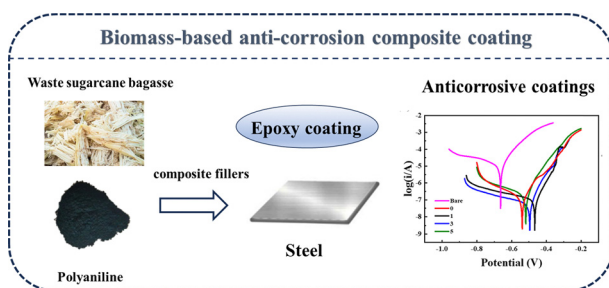 Biomass-based anti-corrosion composite coating
Waste sugarcane bagasse
Polyaniline
composite fillers
Epoxy coating
Steel
Anticorrosive coatings
log(i/A)
-1
-2
-3
-4
-5
-6
-7
-8
-9
Bare
0
1
3
5
-1.0
-0.8
-0.6
-0.4
-0.2
Potential (V)